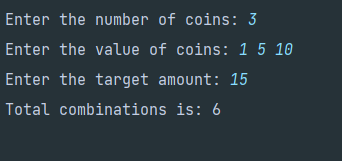 Enter the number of coins: 3
Enter the value of coins: 1 5 10
Enter the target amount: 15
Total combinations is: 6